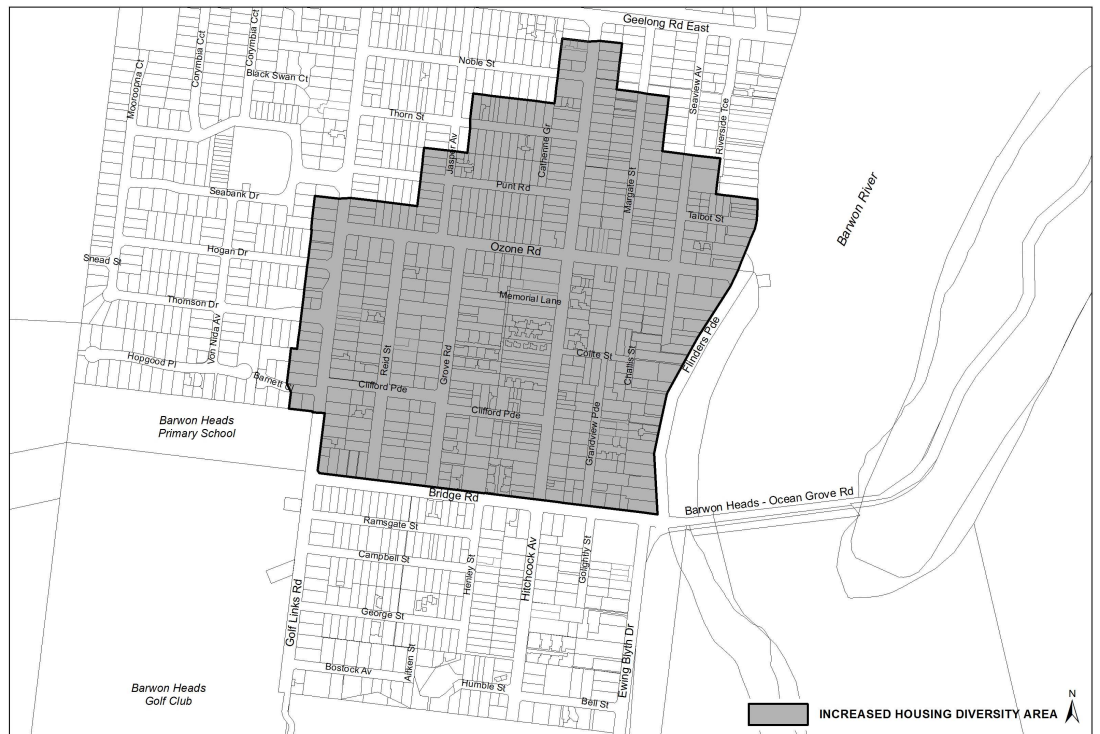 Geelong Rd East
Mooroopna Ct
Corymbia Cct
Corymbia Cct
Black Swan Ct
Noble St
Thorn St
Jasper Av
Catherine Gr
Seaview Av
Riverside Tce
Punt Rd
Margate St
Talbot St
Barwon River
Seabank Dr
Hogan Dr
Snead St
Ozone Rd
Thomson Dr
Von Nida Av
Memorial Lane
Flinders Pde
Hopgood Pl
Barnett Cl
Reid St
Grove Rd
Colite St
Challis St
Clifford Pde
Clifford Pde
Grandview Pde
Barwon Heads
Primary School
Bridge Rd
Barwon Heads - Ocean Grove Rd
Ramsgate St
Campbell St
Henley St
Hitchcock Av
Golightly St
Golf Links Rd
George St
Aitken St
Bostock Av
Humble St
Bell St
Ewing Blyth Dr
Barwon Heads
Golf Club
INCREASED HOUSING DIVERSITY AREA
N